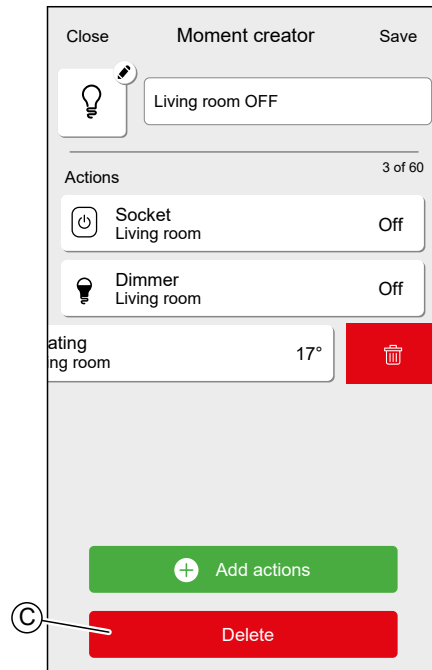 Close Moment creator Save
Living room OFF
3 of 60
Actions
Socket
Living room Off
Dimmer
Living room Off
ating
ng room 17°
Add actions
C
Delete